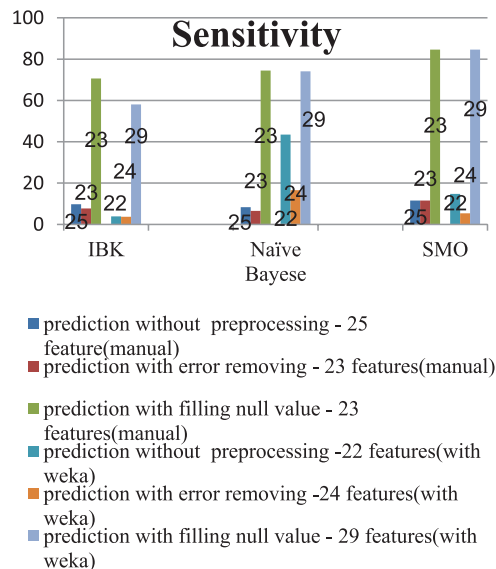 Sensitivity
100
80
60
40
20
0
25
23
23
22
24
29
25
23
23
22
24
29
25
23
23
22
24
29
IBK
Naïve
Bayese
SMO
prediction without preprocessing - 25
feature(manual)
prediction with error removing - 23 features(manual)
prediction with filling null value - 23
features(manual)
prediction without preprocessing -22 features(with
weka)
prediction with error removing -24 features(with
weka)
prediction with filling null value - 29 features(with
weka)